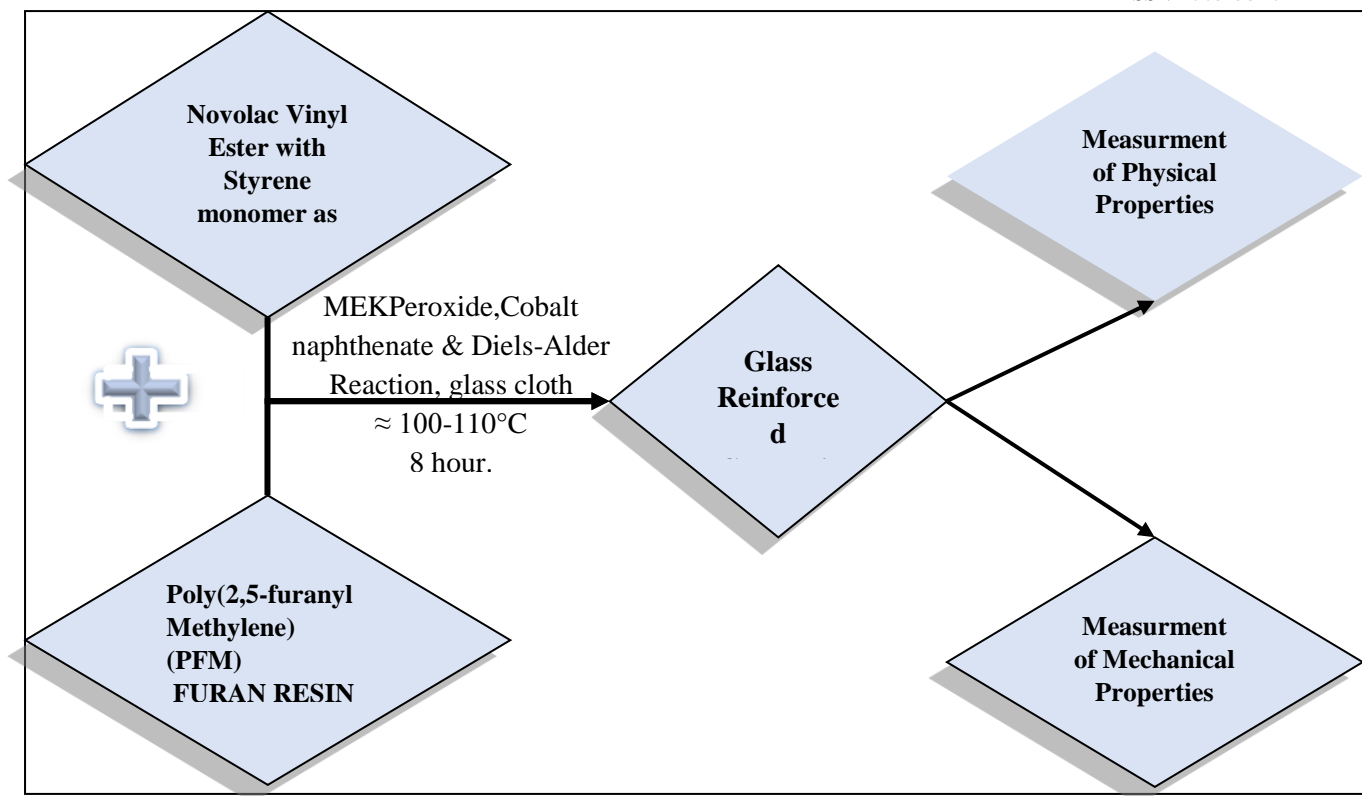 Novolac Vinyl
Ester with
Styrene
monomer as
MEKPeroxide,Cobalt
naphthenate & Diels-Alder
Reaction, glass cloth
≈ 100-110°C
8 hour.
Poly(2,5-furanyl
Methylene)
(PFM)
FURAN RESIN
Glass
Reinforce
d
Measurment
of Physical
Properties
Measurment
of Mechanical
Properties